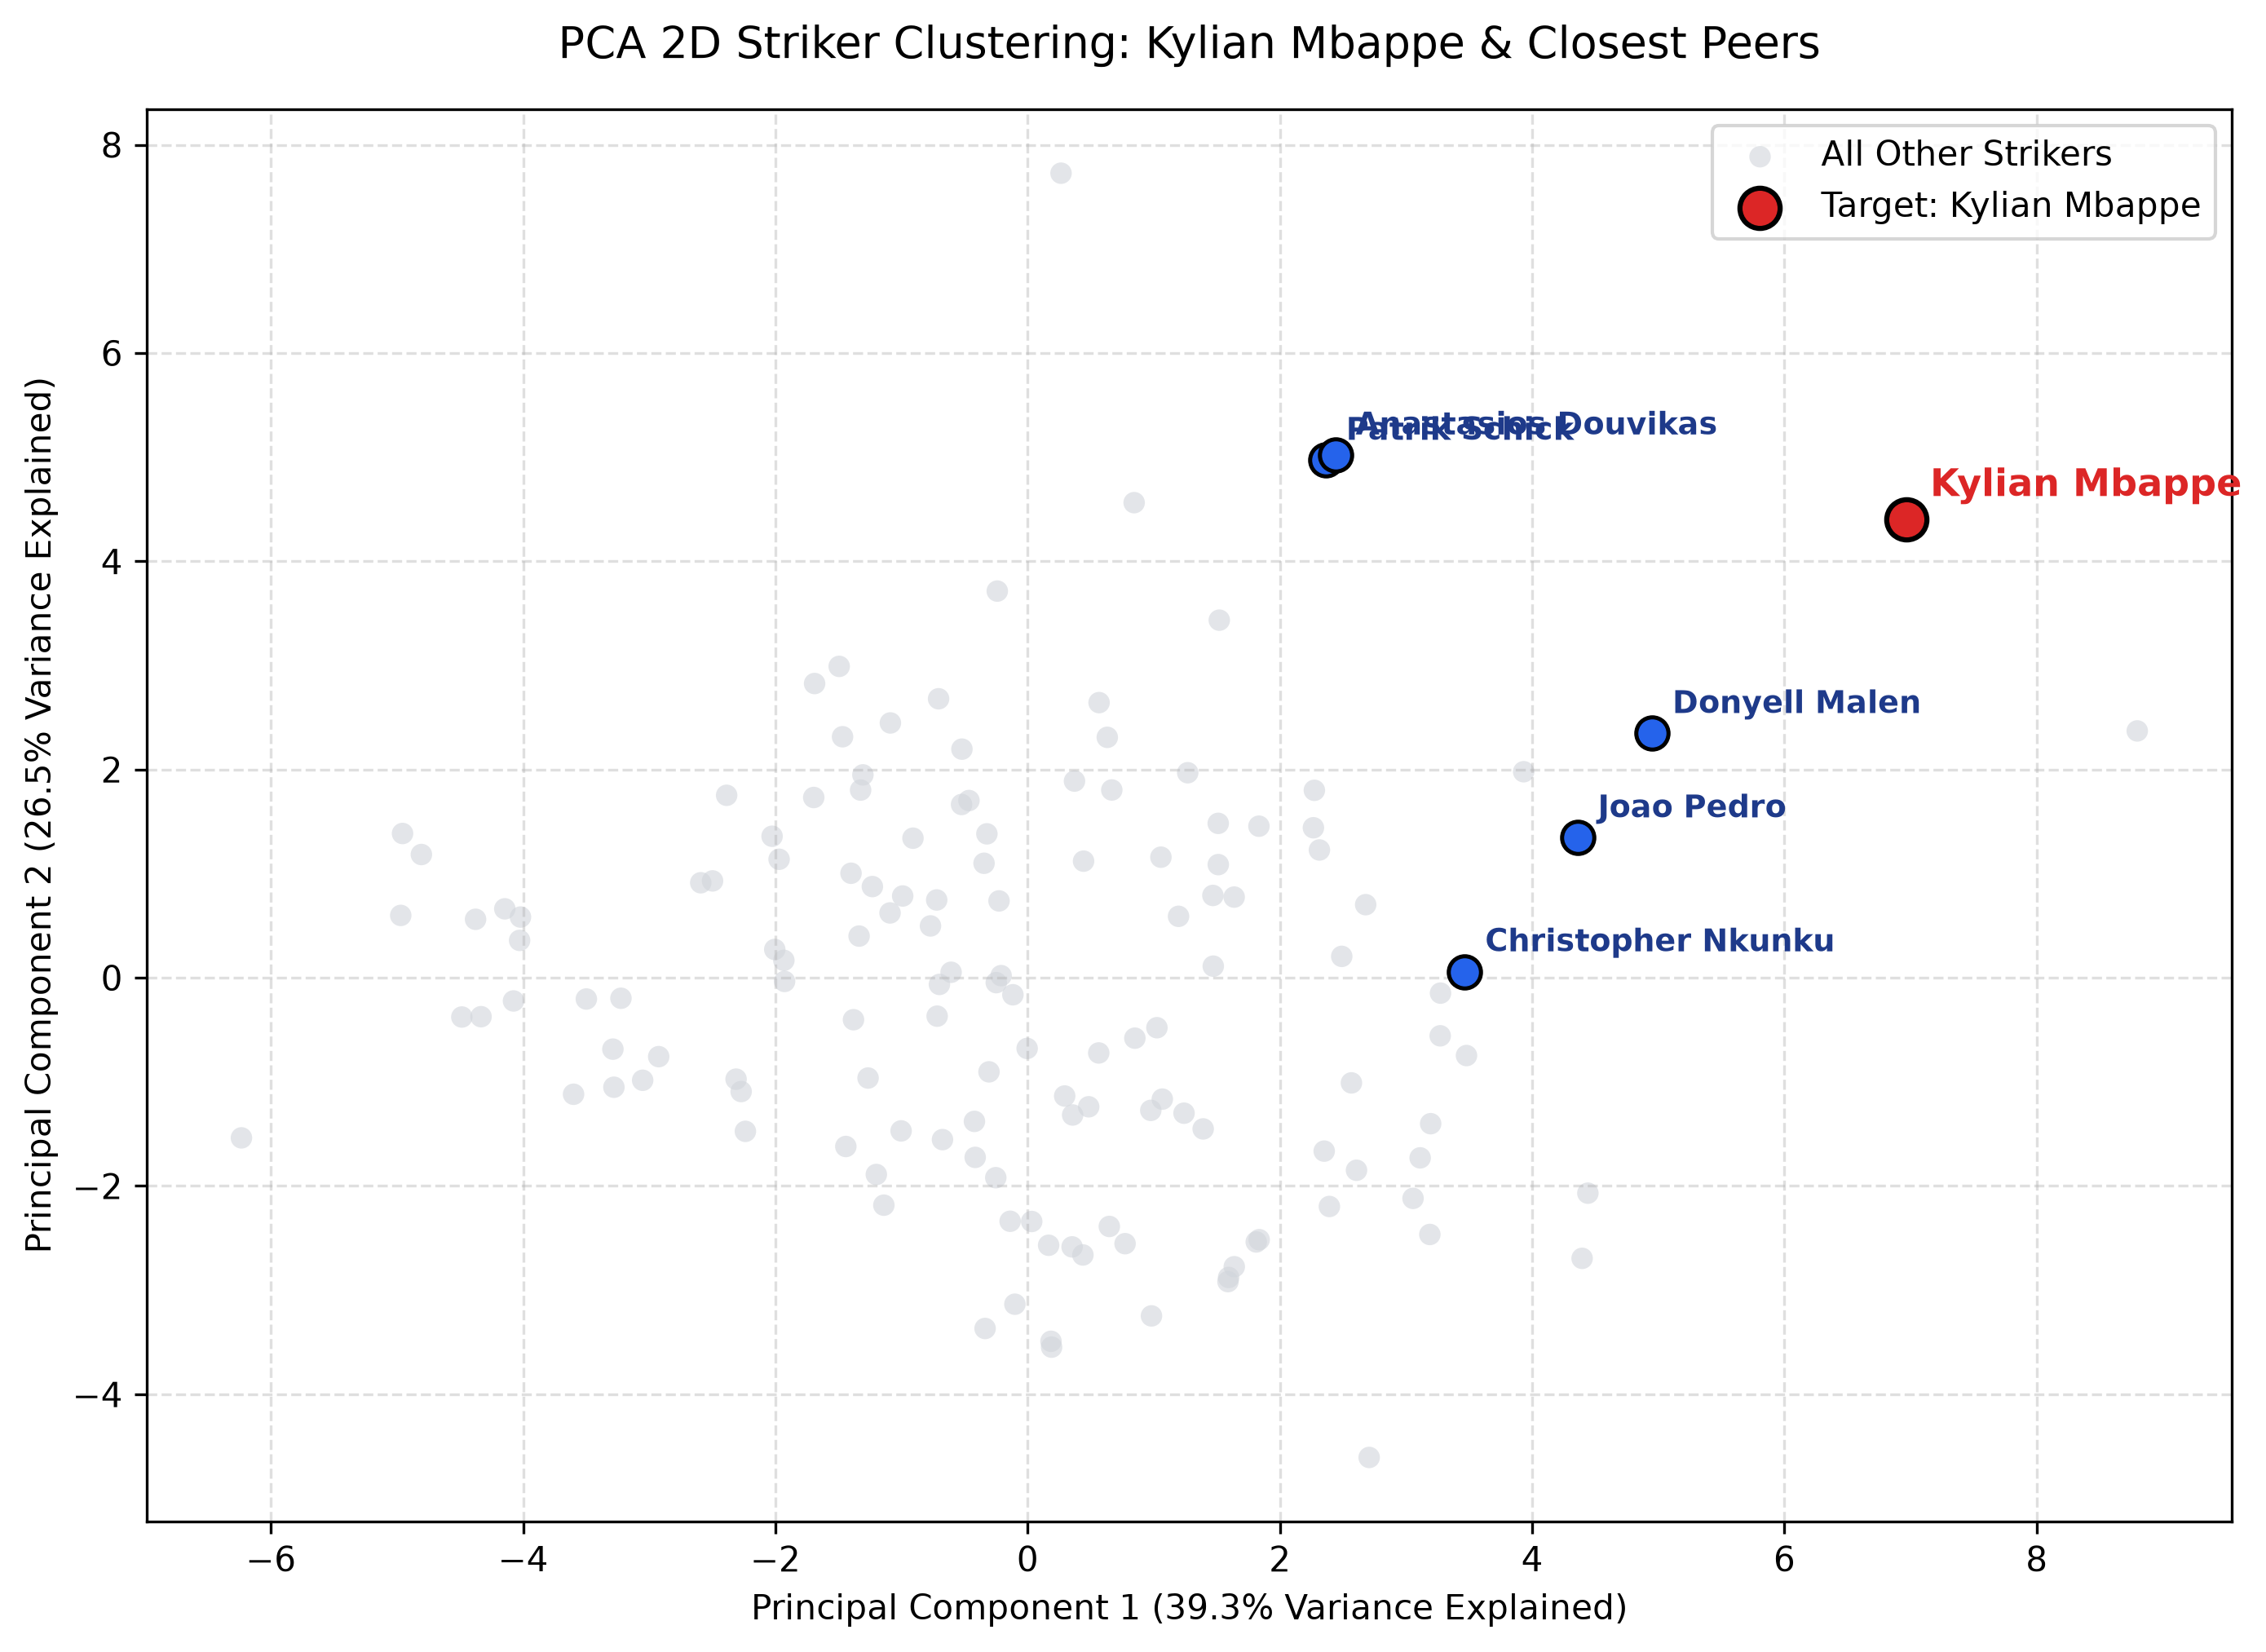 PCA 2D Striker Clustering: Kylian Mbappe & Closest Peers
All Other Strikers
Target: Kylian Mbappe
Anastasios Douvikas
Patrik Schick
Kylian Mbappe
Donyell Malen
Joao Pedro
Christopher Nkunku
8
6
4
2
0
−2
−4
Principal Component 2 (26.5% Variance Explained)
−6
−4
−2
0
2
4
6
8
Principal Component 1 (39.3% Variance Explained)